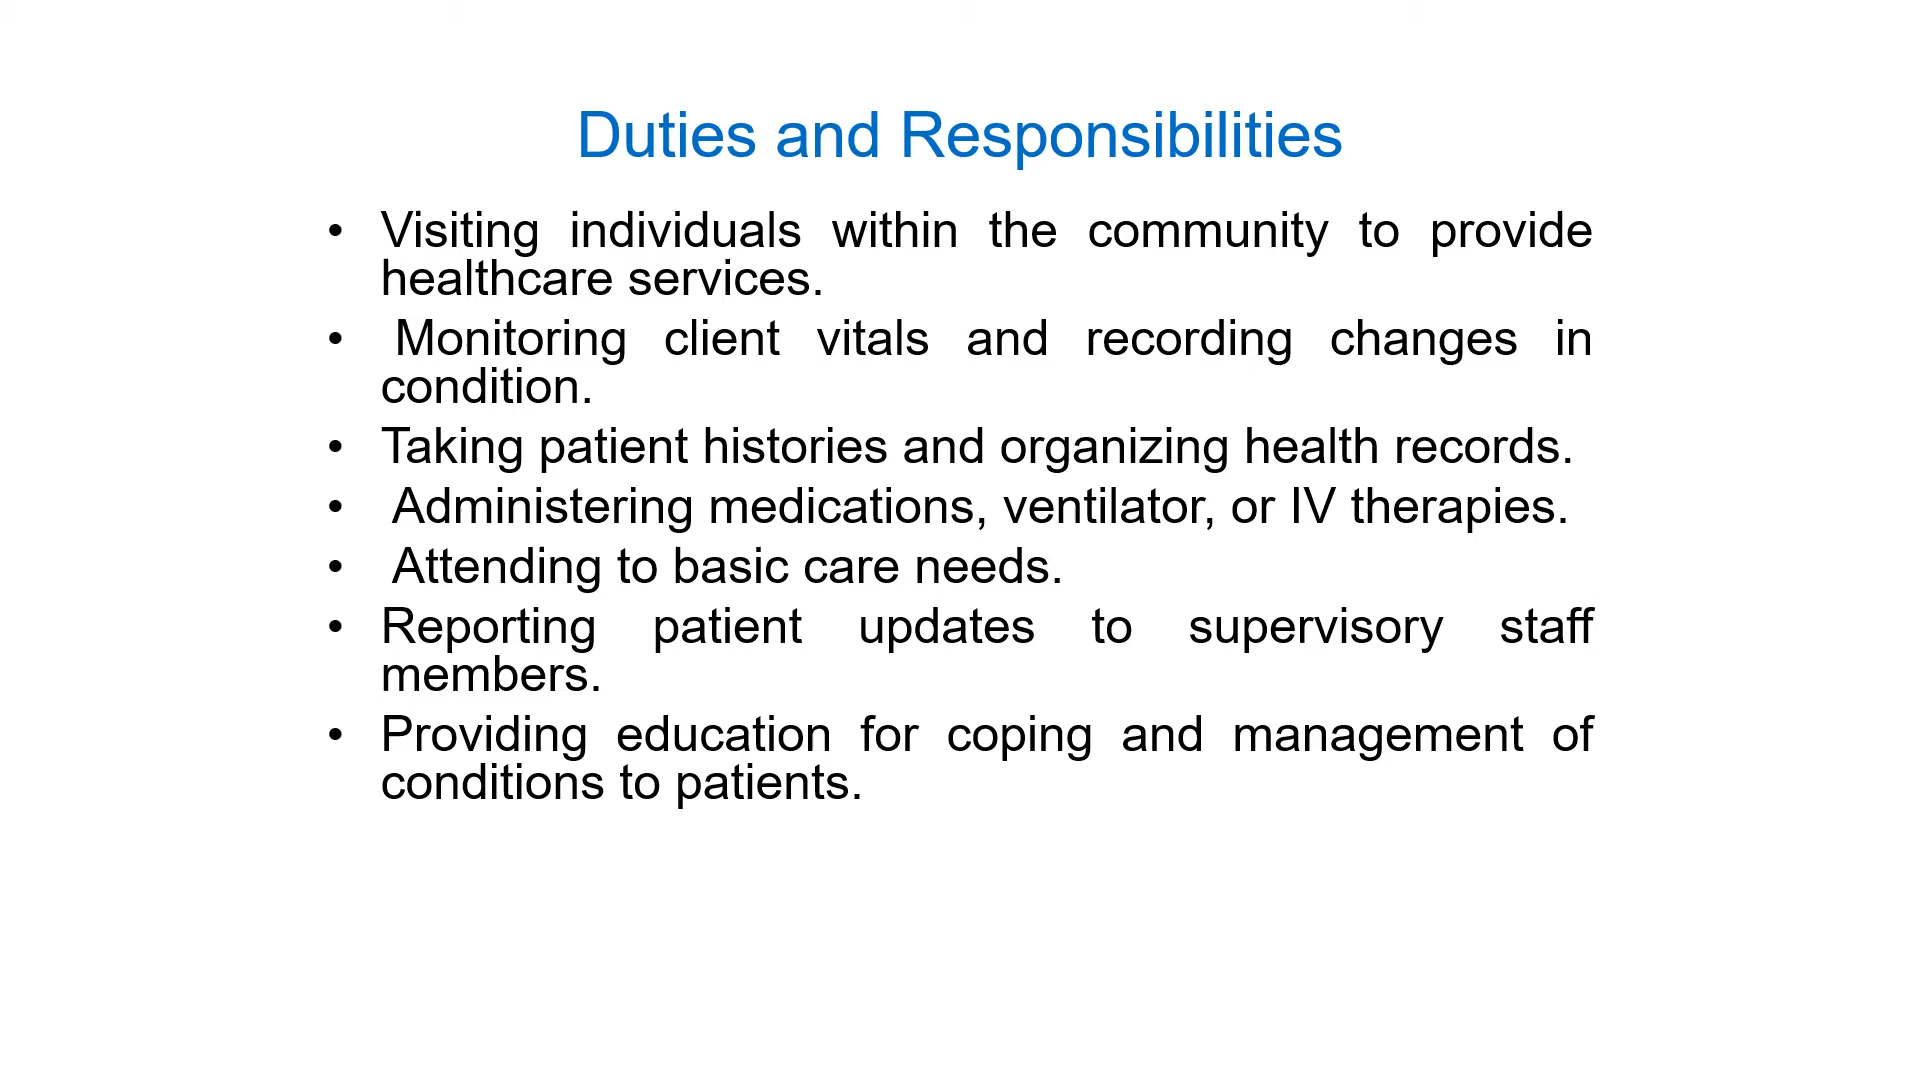 Duties and Responsibilities
• Visiting individuals within the community to provide
healthcare services.
• Monitoring client vitals and recording changes in
condition.
• Taking patient histories and organizing health records.
• Administering medications, ventilator, or IV therapies.
• Attending to basic care needs.
• Reporting patient updates to supervisory staff
members.
• Providing education for coping and management of
conditions to patients.